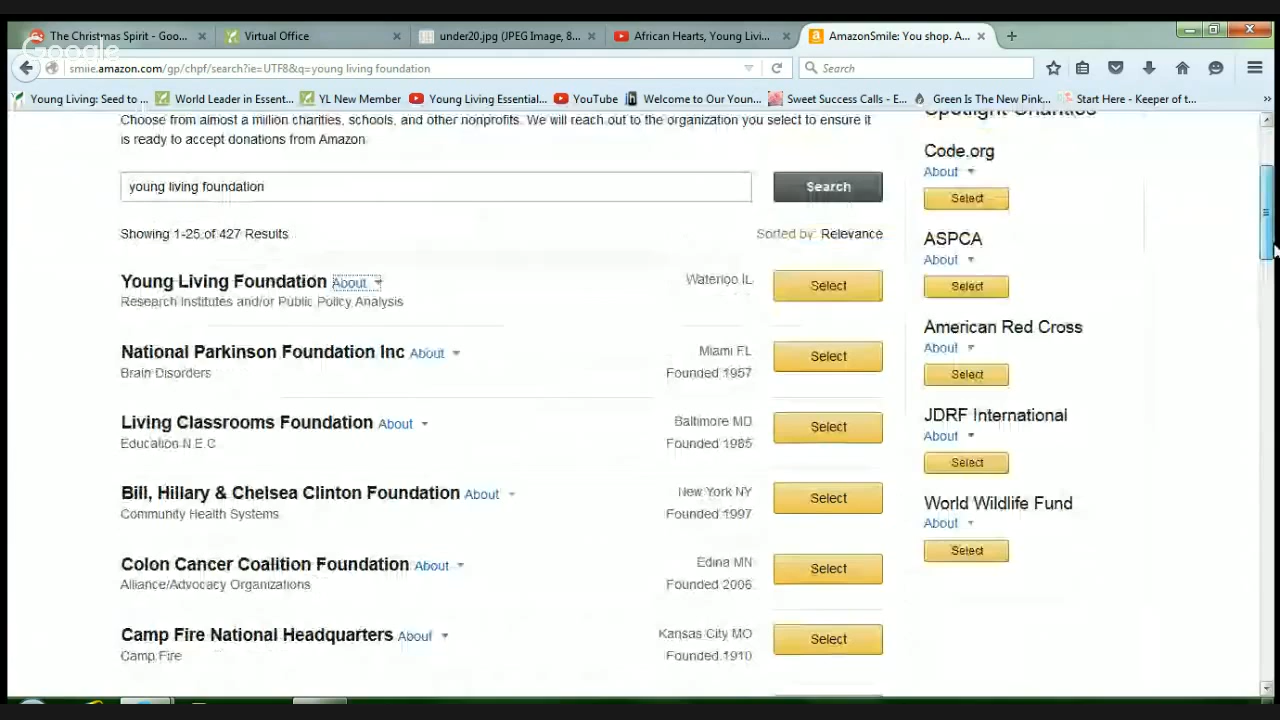 The Christmas Spirit - Goo...
Virtual Office
under20.jpg (JPEG Image, 8...
African Hearts, Young Livi...
AmazonSmile: You shop. A...
Google
smile.amazon.com/gp/chpf/search?ie=UTF8&q=young living foundation
Search
Young Living: Seed to ...
World Leader in Essent...
YL New Member
Young Living Essential...
YouTube
Welcome to Our Youn...
Sweet Success Calls - E...
Green Is The New Pink...
Start Here - Keeper of t...
Choose from almost a million charities, schools, and other nonprofits. We will reach out to the organization you select to ensure it
is ready to accept donations from Amazon
young living foundation
Search
Showing 1-25 of 427 Results
Sorted by: Relevance
Young Living Foundation About
Waterloo IL
Select
Research Institutes and/or Public Policy Analysis
National Parkinson Foundation Inc About
Miami FL
Select
Brain Disorders
Founded 1957
Living Classrooms Foundation About
Baltimore MD
Select
Education N.E.C
Founded 1985
Bill, Hillary & Chelsea Clinton Foundation About
New York NY
Select
Community Health Systems
Founded 1997
Colon Cancer Coalition Foundation About
Edina MN
Select
Alliance/Advocacy Organizations
Founded 2006
Camp Fire National Headquarters About
Kansas City MO
Select
Camp Fire
Founded 1910
Spotlight Charities
Code.org
About
Select
ASPCA
About
Select
American Red Cross
About
Select
JDRF International
About
Select
World Wildlife Fund
About
Select